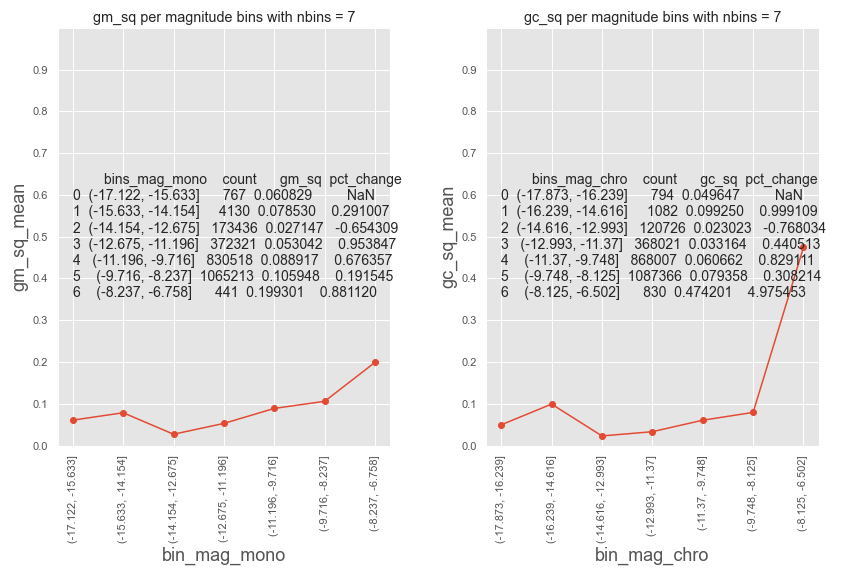 gm_sq per magnitude bins with nbins = 7
gm_sq_mean
0.9
0.8
0.7
0.6
0.5
0.4
0.3
0.2
0.1
0.0
bins_mag_mono count gm_sq pct_change
0 (-17.122, -15.633] 767 0.060829 NaN
1 (-15.633, -14.154] 4130 0.078530 0.291007
2 (-14.154, -12.675] 173436 0.027147 -0.654309
3 (-12.675, -11.196] 372321 0.053042 0.953847
4 (-11.196, -9.716] 830518 0.088917 0.676357
5 (-9.716, -8.237] 1065213 0.105948 0.191545
6 (-8.237, -6.758] 441 0.199301 0.881120
(-17.122, -15.633]
(-15.633, -14.154]
(-14.154, -12.675]
(-12.675, -11.196]
(-11.196, -9.716]
(-9.716, -8.237]
(-8.237, -6.758]
bin_mag_mono
gc_sq per magnitude bins with nbins = 7
gc_sq_mean
0.9
0.8
0.7
0.6
0.5
0.4
0.3
0.2
0.1
0.0
bins_mag_chro count gc_sq pct_change
0 (-17.873, -16.239] 794 0.049647 NaN
1 (-16.239, -14.616] 1082 0.099250 0.999109
2 (-14.616, -12.993] 120726 0.023023 -0.768034
3 (-12.993, -11.37] 368021 0.033164 0.440513
4 (-11.37, -9.748] 868007 0.060662 0.829111
5 (-9.748, -8.125] 1087366 0.079358 0.308214
6 (-8.125, -6.502] 830 0.474201 4.975453
(-17.873, -16.239]
(-16.239, -14.616]
(-14.616, -12.993]
(-12.993, -11.37]
(-11.37, -9.748]
(-9.748, -8.125]
(-8.125, -6.502]
bin_mag_chro